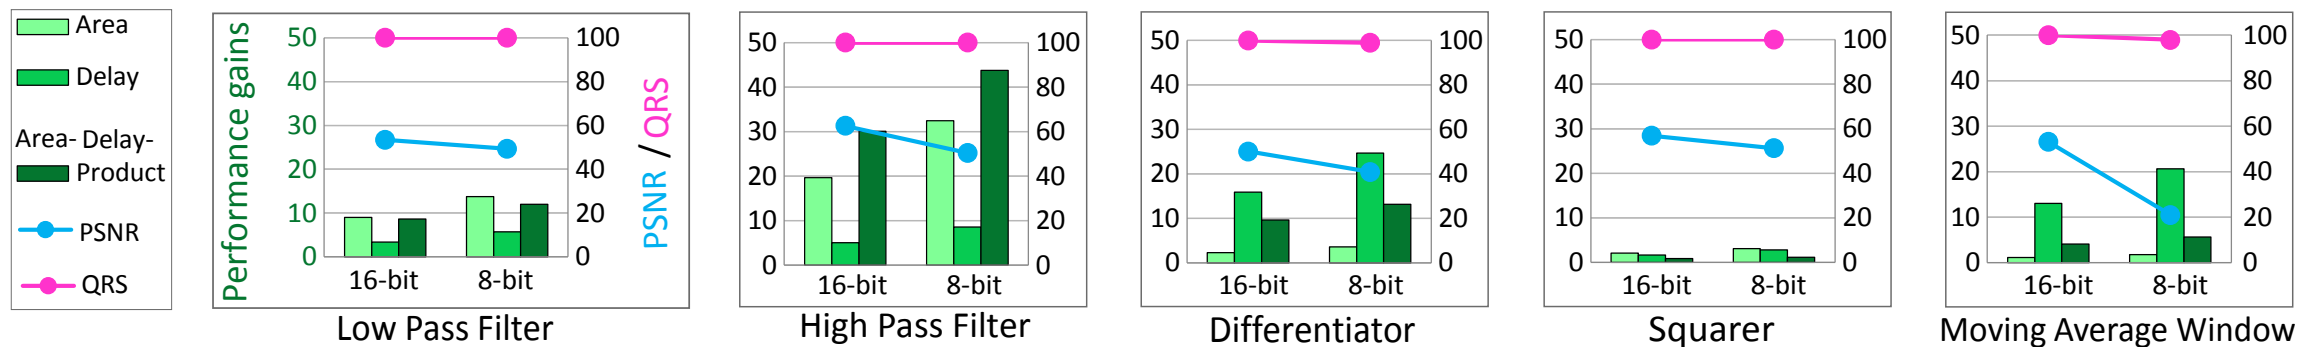 Area
Delay
Area- Delay-
Product
PSNR
QRS
Performance gains
50
40
30
20
10
0
100
80
60
40
20
0
16-bit
8-bit
PSNR / QRS
Low Pass Filter
50
40
30
20
10
0
100
80
60
40
20
0
16-bit
8-bit
High Pass Filter
50
40
30
20
10
0
100
80
60
40
20
0
16-bit
8-bit
Differentiator
50
40
30
20
10
0
100
80
60
40
20
0
16-bit
8-bit
Squarer
50
40
30
20
10
0
100
80
60
40
20
0
16-bit
8-bit
Moving Average Window